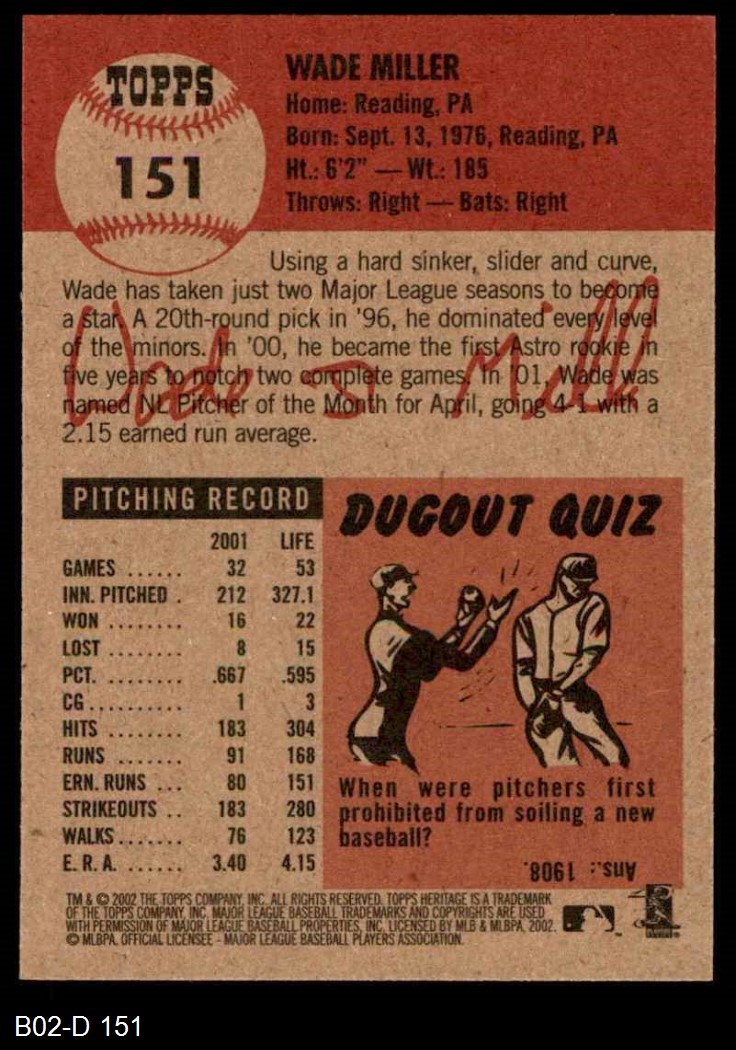 TOPPS
151
WADE MILLER
Home: Reading, PA
Born: Sept. 13, 1976, Reading, PA
Ht.: 6'2" — Wt.: 185
Throws: Right — Bats: Right
Using a hard sinker, slider and curve,
Wade has taken just two Major League seasons to become
a star. A 20th-round pick in '96, he dominated every level
of the minors. In '00, he became the first Astro rookie in
five years to notch two complete games. In '01, Wade was
named NL Pitcher of the Month for April, going 4-1 with a
2.15 earned run average.
Wade Mill
PITCHING RECORD
2001 LIFE
GAMES ...... 32 53
INN. PITCHED . 212 327.1
WON ........ 16 22
LOST ........ 8 15
PCT. ........ .667 .595
CG.......... 1 3
HITS ........ 183 304
RUNS ....... 91 168
ERN. RUNS ... 80 151
STRIKEOUTS .. 183 280
WALKS....... 76 123
E. R. A. ...... 3.40 4.15
DUGOUT QUIZ
When were pitchers first
prohibited from soiling a new
baseball?
Ans.: 1908.
TM & © 2002 THE TOPPS COMPANY, INC. ALL RIGHTS RESERVED. TOPPS HERITAGE IS A TRADEMARK
OF THE TOPPS COMPANY, INC. MAJOR LEAGUE BASEBALL TRADEMARKS AND COPYRIGHTS ARE USED
WITH PERMISSION OF MAJOR LEAGUE BASEBALL PROPERTIES, INC. LICENSED BY MLB & MLBPA, 2002.
© MLBPA. OFFICIAL LICENSEE - MAJOR LEAGUE BASEBALL PLAYERS ASSOCIATION.
B02-D 151